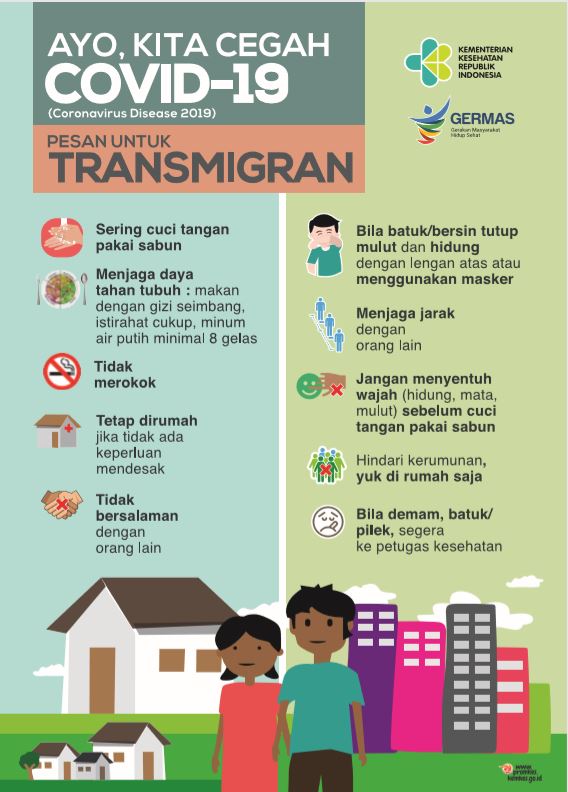 AYO, KITA CEGAH
COVID-19
(Coronavirus Disease 2019)
PESAN UNTUK
TRANSMIGRAN
KEMENTERIAN
KESEHATAN
REPUBLIK
INDONESIA
GERMAS
Gerakan Masyarakat
Hidup Sehat
Sering cuci tangan
pakai sabun
Menjaga daya
tahan tubuh : makan
dengan gizi seimbang,
istirahat cukup, minum
air putih minimal 8 gelas
Tidak
merokok
Tetap dirumah
jika tidak ada
keperluan
mendesak
Tidak
bersalaman
dengan
orang lain
Bila batuk/bersin tutup
mulut dan hidung
dengan lengan atas atau
menggunakan masker
Menjaga jarak
dengan
orang lain
Jangan menyentuh
wajah (hidung, mata,
mulut) sebelum cuci
tangan pakai sabun
Hindari kerumunan,
yuk di rumah saja
Bila demam, batuk/
pilek, segera
ke petugas kesehatan
www.
promkes.
kemkes.go.id